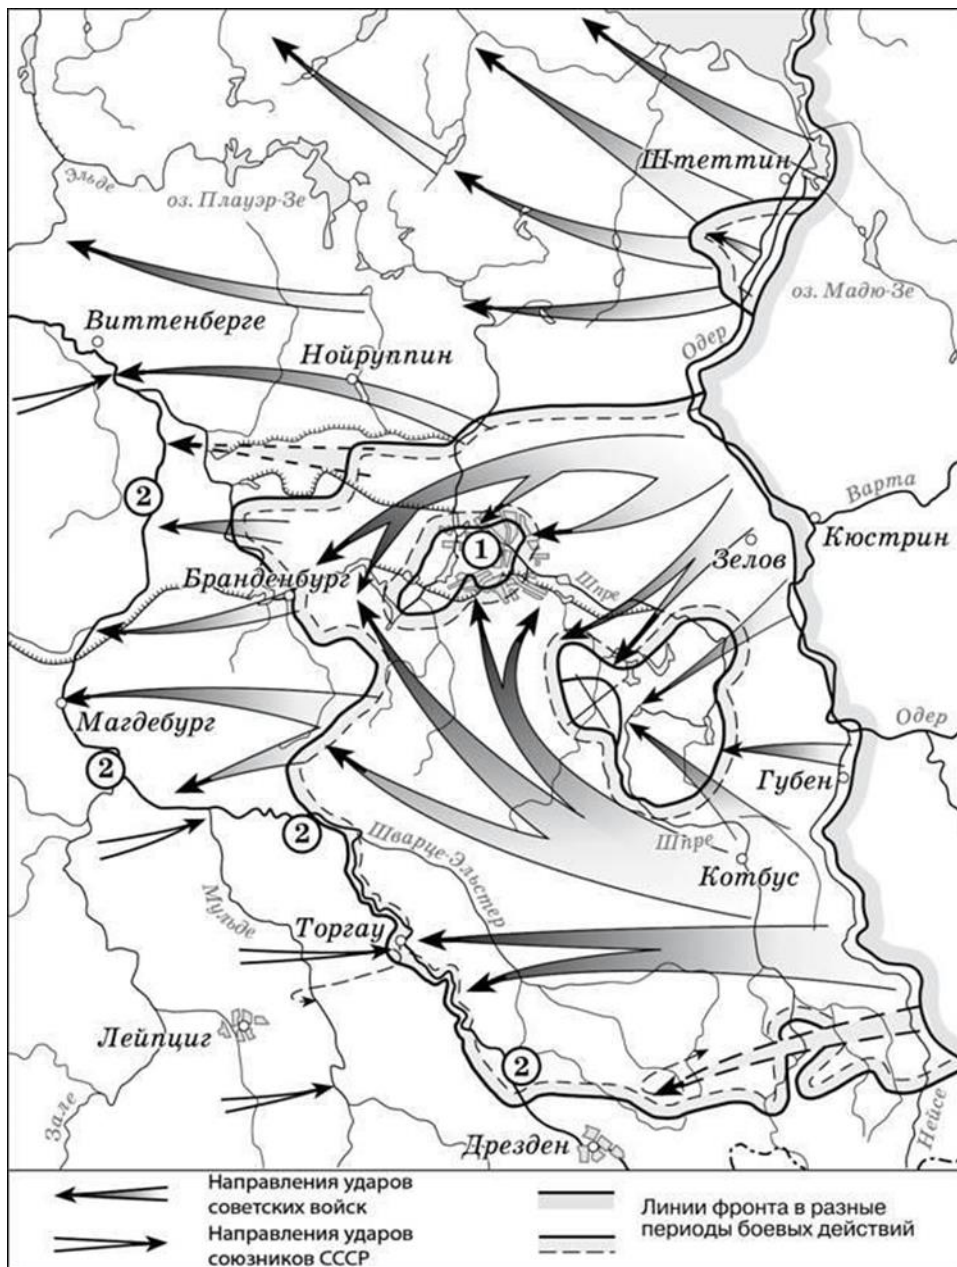 Штеттин
Эльде
оз. Плауэр-Зе
оз. Мадю-Зе
Виттенберге
Одер
Нойруппин
2
Варта
1
Кюстрин
Зелов
Бранденбург
Шпре
Магдебург
Одер
2
Губен
2
Шварце-Эльстер
Шпре
Котбус
Мульде
Торгау
Лейпциг
2
Зале
Дрезден
Нейсе
Направления ударов
советских войск
Направления ударов
союзников СССР
Линии фронта в разные
периоды боевых действий